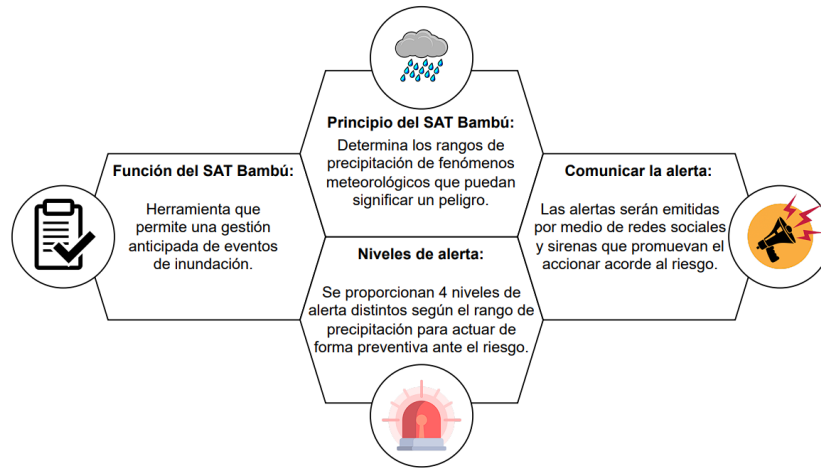 Principio del SAT Bambú:
Determina los rangos de
precipitación de fenómenos
meteorológicos que puedan
significar un peligro.
Función del SAT Bambú:
Herramienta que
permite una gestión
anticipada de eventos
de inundación.
Comunicar la alerta:
Las alertas serán emitidas
por medio de redes sociales
y sirenas que promuevan el
accionar acorde al riesgo.
Niveles de alerta:
Se proporcionan 4 niveles de
alerta distintos según el rango de
precipitación para actuar de
forma preventiva ante el riesgo.